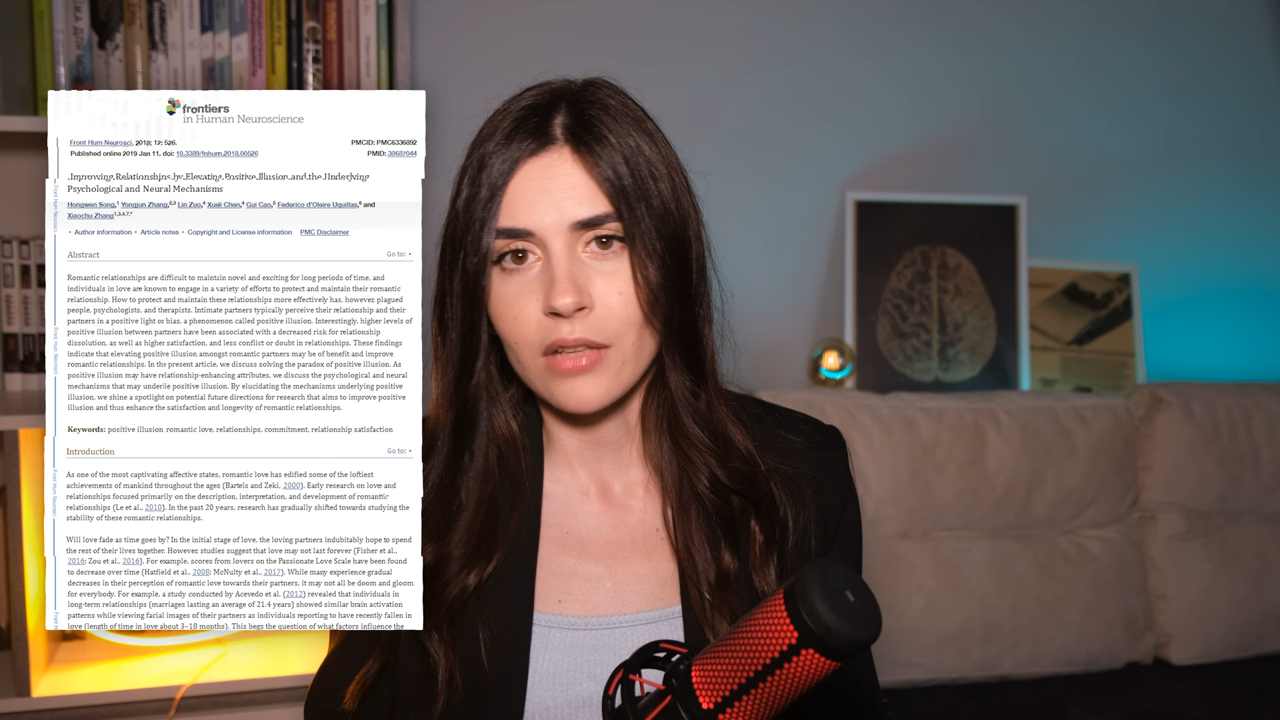 frontiers
in Human Neuroscience
Front Hum Neurosci. 2018; 12: 526.
PMCID: PMC6336892
Published online 2019 Jan 11. doi: 10.3389/fnhum.2018.00526
PMID: 30687044
Improving Relationships by Elevating Positive Illusion and the Underlying
Psychological and Neural Mechanisms
Hongwen Song,1 Yongjun Zhang,2,3 Lin Zuo,4 Xueli Chen,4 Gui Cao,5 Federico d'Oleire Uquillas,6 and
Xiaochu Zhang1,2,4,7,*
• Author information • Article notes • Copyright and License information PMC Disclaimer
Abstract
Go to:
Romantic relationships are difficult to maintain novel and exciting for long periods of time, and
individuals in love are known to engage in a variety of efforts to protect and maintain their romantic
relationship. How to protect and maintain these relationships more effectively has, however, plagued
people, psychologists, and therapists. Intimate partners typically perceive their relationship and their
partners in a positive light or bias, a phenomenon called positive illusion. Interestingly, higher levels of
positive illusion between partners have been associated with a decreased risk for relationship
dissolution, as well as higher satisfaction, and less conflict or doubt in relationships. These findings
indicate that elevating positive illusion amongst romantic partners may be of benefit and improve
romantic relationships. In the present article, we discuss solving the paradox of positive illusion. As
positive illusion may have relationship-enhancing attributes, we discuss the psychological and neural
mechanisms that may underlie positive illusion. By elucidating the mechanisms underlying positive
illusion, we shine a spotlight on potential future directions for research that aims to improve positive
illusion and thus enhance the satisfaction and longevity of romantic relationships.
Keywords: positive illusion, romantic love, relationships, commitment, relationship satisfaction
Introduction
Go to:
As one of the most captivating affective states, romantic love has edified some of the loftiest
achievements of mankind throughout the ages (Bartels and Zeki, 2000). Early research on love and
relationships focused primarily on the description, interpretation, and development of romantic
relationships (Le et al., 2010). In the past 20 years, research has gradually shifted towards studying the
stability of these romantic relationships.
Will love fade as time goes by? In the initial stage of love, the loving partners indubitably hope to spend
the rest of their lives together. However, studies suggest that love may not last forever (Fisher et al.,
2016; Zou et al., 2016). For example, scores from lovers on the Passionate Love Scale have been found
to decrease over time (Hatfield et al., 2008; McNulty et al., 2017). While many experience gradual
decreases in their perception of romantic love towards their partners, it may not all be doom and gloom
for everybody. For example, a study conducted by Acevedo et al. (2012) revealed that individuals in
long-term relationships (marriages lasting an average of 21.4 years) showed similar brain activation
patterns while viewing facial images of their partners as individuals reporting to have recently fallen in
love (length of time in love about 3–18 months). This begs the question of what factors influence the